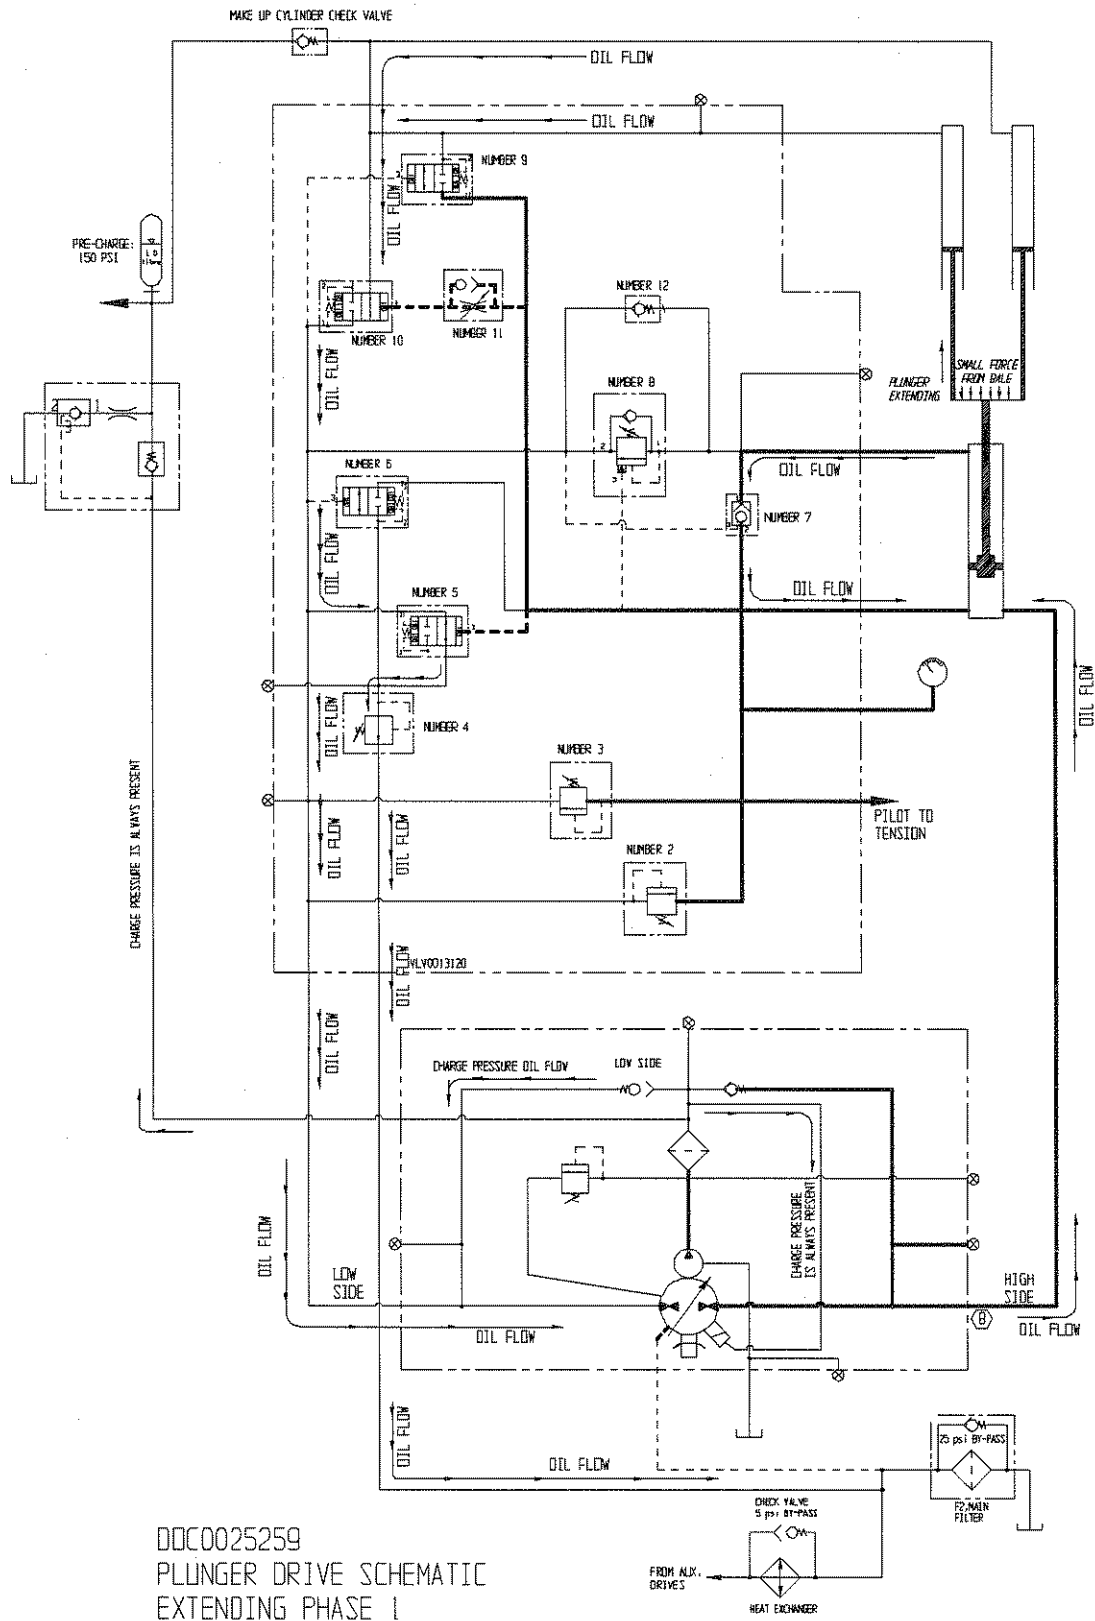 MAKE UP CYLINDER CHECK VALVE
OIL FLOW
OIL FLOW
NUMBER 9
OIL FLOW
PRE-CHARGE:
150 PSI
NUMBER 10
NUMBER 11
NUMBER 12
OIL FLOW
NUMBER 8
PLUNGER
EXTENDING
SMALL FORCE
FROM BALE
OIL FLOW
NUMBER 6
NUMBER 7
OIL FLOW
NUMBER 5
OIL FLOW
OIL FLOW
NUMBER 4
OIL FLOW
NUMBER 3
CHARGE PRESSURE IS ALWAYS PRESENT
PILOT TO
TENSION
OIL FLOW
OIL FLOW
NUMBER 2
OIL FLOW
VLV0013120
OIL FLOW
CHARGE PRESSURE OIL FLOW
LOW SIDE
CHARGE PRESSURE
IS ALWAYS PRESENT
OIL FLOW
LOW
SIDE
HIGH
SIDE
B
OIL FLOW
OIL FLOW
OIL FLOW
OIL FLOW
25 psi BY-PASS
CHECK VALVE
5 psi BY-PASS
F2, MAIN
FILTER
FROM AUX.
DRIVES
HEAT EXCHANGER
DOC0025259
PLUNGER DRIVE SCHEMATIC
EXTENDING PHASE 1